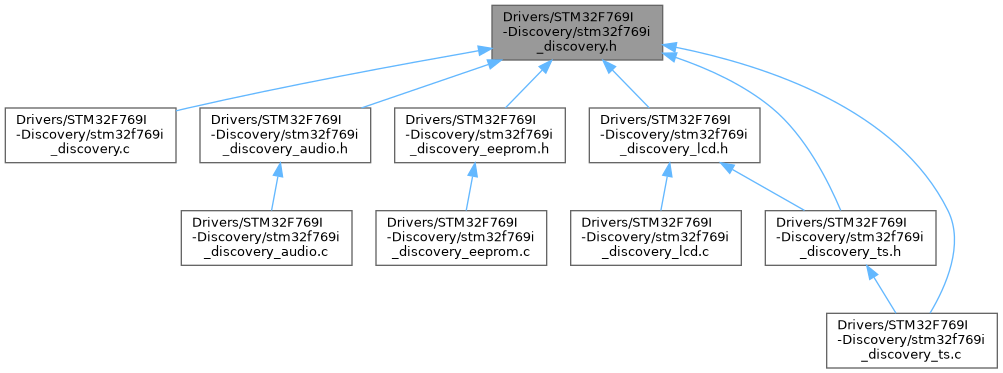 Drivers/STM32F769I
-Discovery/stm32f769i
_discovery.h
Drivers/STM32F769I
-Discovery/stm32f769i
_discovery.c
Drivers/STM32F769I
-Discovery/stm32f769i
_discovery_audio.h
Drivers/STM32F769I
-Discovery/stm32f769i
_discovery_eeprom.h
Drivers/STM32F769I
-Discovery/stm32f769i
_discovery_lcd.h
Drivers/STM32F769I
-Discovery/stm32f769i
_discovery_audio.c
Drivers/STM32F769I
-Discovery/stm32f769i
_discovery_eeprom.c
Drivers/STM32F769I
-Discovery/stm32f769i
_discovery_lcd.c
Drivers/STM32F769I
-Discovery/stm32f769i
_discovery_ts.h
Drivers/STM32F769I
-Discovery/stm32f769i
_discovery_ts.c